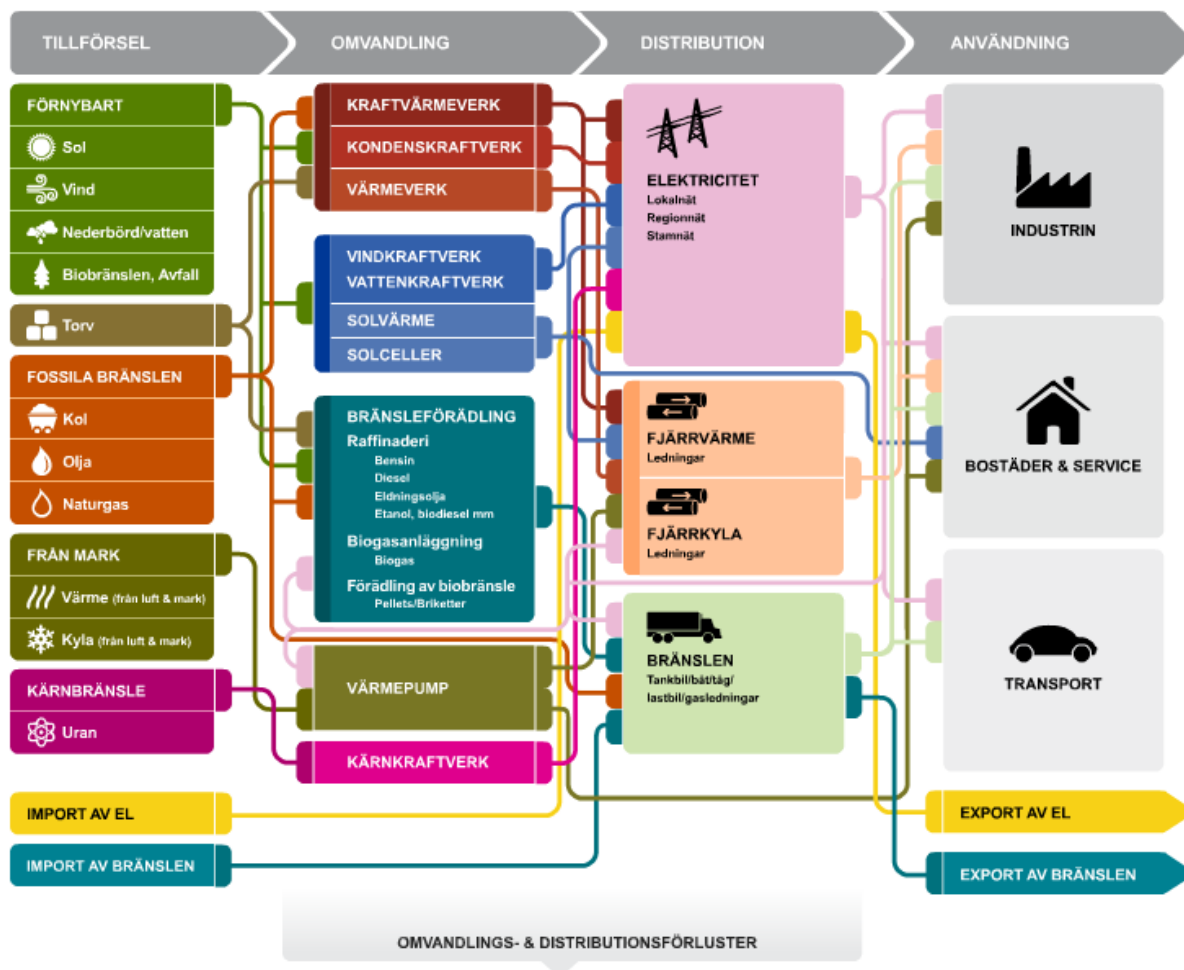 TILLFÖRSEL
OMVANDLING
DISTRIBUTION
ANVÄNDNING
FÖRNYBART
Sol
Vind
Nederbörd/vatten
Biobränslen, Avfall
Torv
FOSSILA BRÄNSLEN
Kol
Olja
Naturgas
FRÅN MARK
Värme (från luft & mark)
Kyla (från luft & mark)
KÄRNBRÄNSLE
Uran
IMPORT AV EL
IMPORT AV BRÄNSLEN
KRAFTVÄRMEVERK
KONDENSKRAFTVERK
VÄRMEVERK
VINDKRAFTVERK
VATTENKRAFTVERK
SOLVÄRME
SOLCELLER
BRÄNSLEFÖRÄDLING
Raffinaderi
Bensin
Diesel
Eldningsolja
Etanol, biodiesel mm
Biogasanläggning
Biogas
Förädling av biobränsle
Pellets/Briketter
VÄRMEPUMP
KÄRNKRAFTVERK
ELEKTRICITET
Lokalnät
Regionnät
Stamnät
FJÄRRVÄRME
Ledningar
FJÄRRKYLA
Ledningar
BRÄNSLEN
Tankbil/båt/tåg/
lastbil/gasledningar
INDUSTRIN
BOSTÄDER & SERVICE
TRANSPORT
EXPORT AV EL
EXPORT AV BRÄNSLEN
OMVANDLINGS- & DISTRIBUTIONSFÖRLUSTER